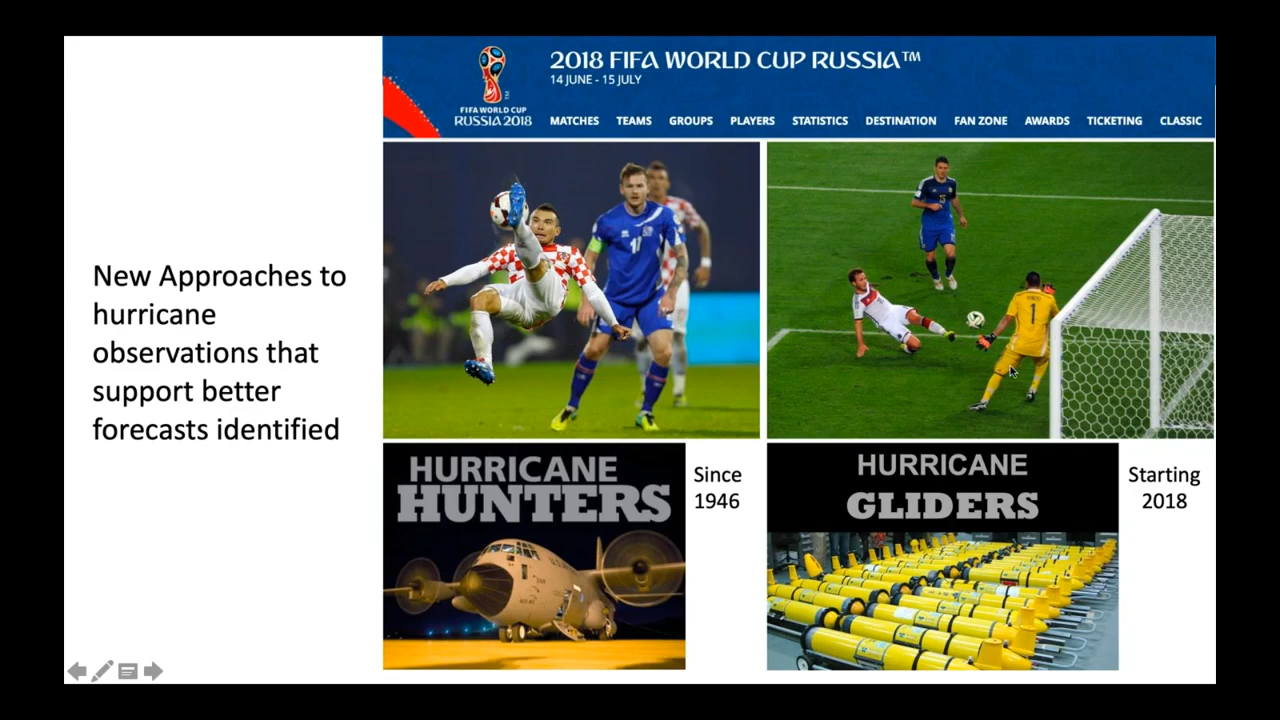 New Approaches to
hurricane
observations that
support better
forecasts identified
FIFA WORLD CUP
RUSSIA 2018
2018 FIFA WORLD CUP RUSSIA™
14 JUNE - 15 JULY
MATCHES TEAMS GROUPS PLAYERS STATISTICS DESTINATION FAN ZONE AWARDS TICKETING CLASSIC
HURRICANE
HUNTERS
Since
1946
HURRICANE
GLIDERS
Starting
2018